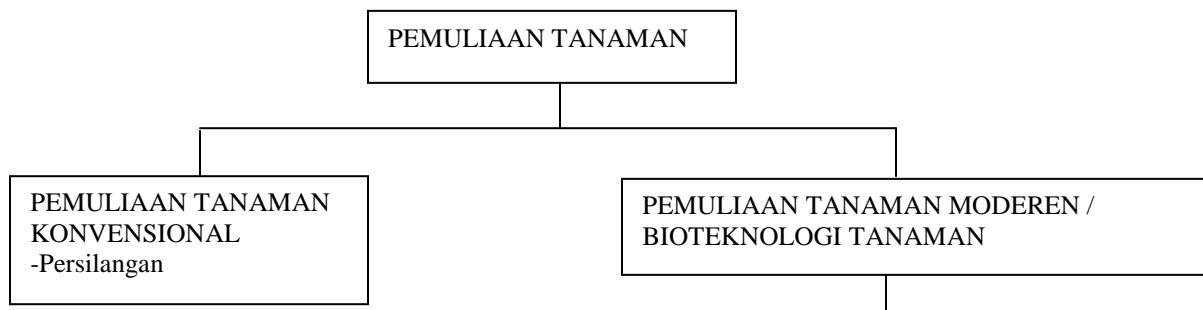 PEMULIAAN TANAMAN
PEMULIAAN TANAMAN
KONVENSIONAL
-Persilangan
PEMULIAAN TANAMAN MODEREN /
BIOTEKNOLOGI TANAMAN